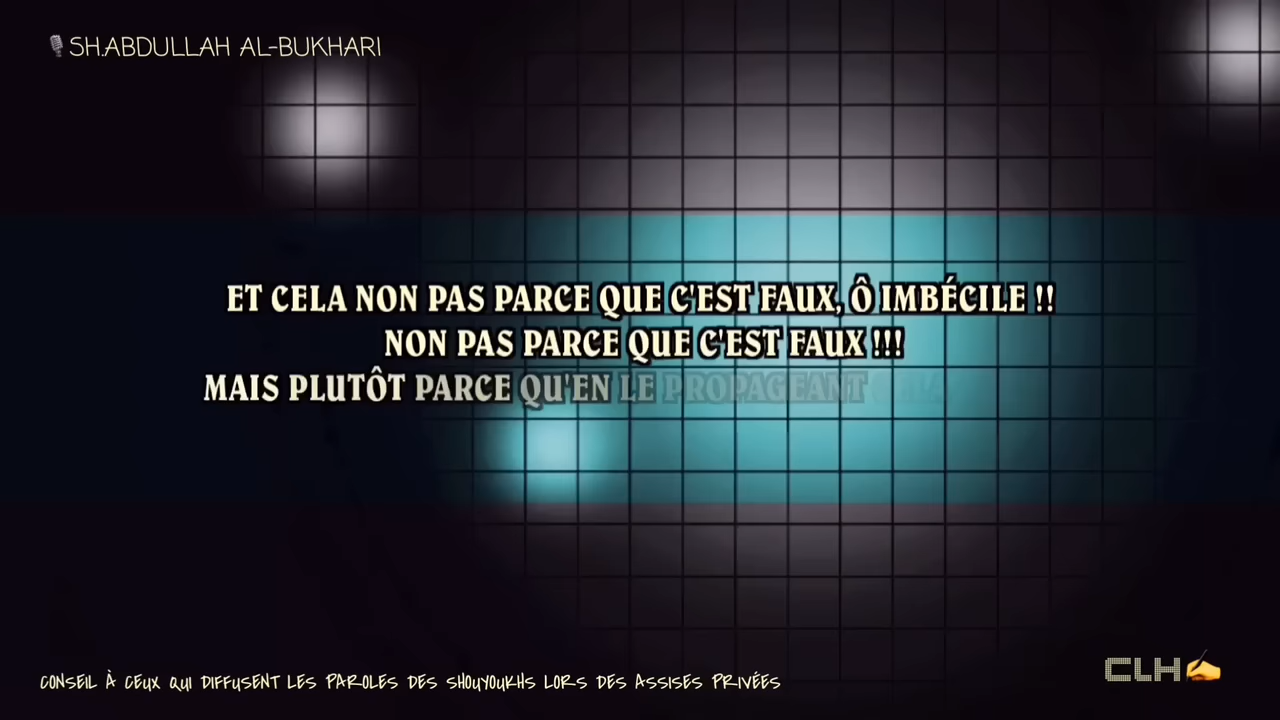 SH.ABDULLAH AL-BUKHARI
ET CELA NON PAS PARCE QUE C'EST FAUX, Ô IMBÉCILE !!
NON PAS PARCE QUE C'EST FAUX !!!
MAIS PLUTÔT PARCE QU'EN LE PROPAGEANT
CONSEIL À CEUX QUI DIFFUSENT LES PAROLES DES SHOUYOUKHS LORS DES ASSISES PRIVÉES
CLH